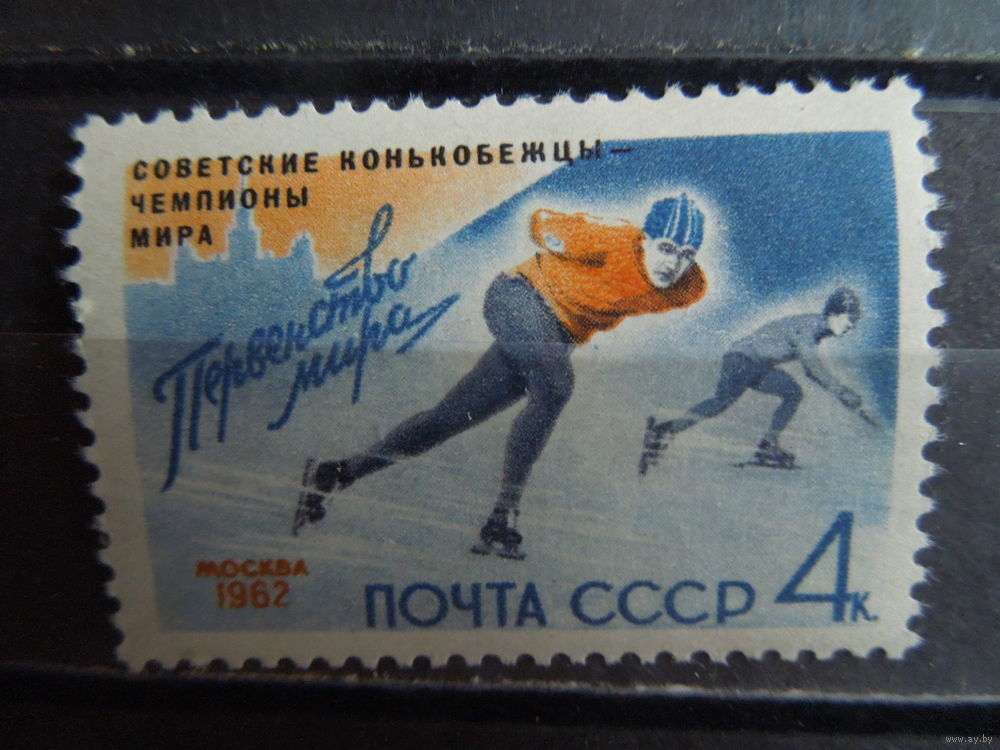 СОВЕТСКИЕ КОНЬКОБЕЖЦЫ—
ЧЕМПИОНЫ
МИРА
Первенство
мира
МОСКВА
1962
ПОЧТА СССР 4к.
www.ay.by